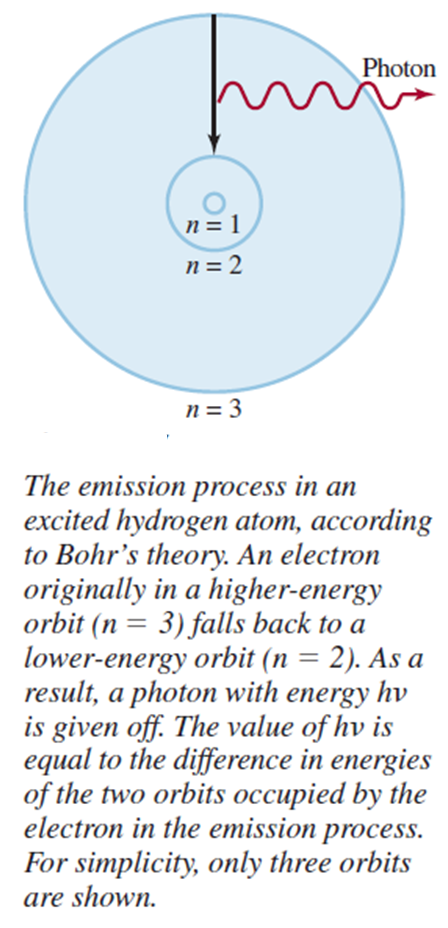 Photon
n = 1
n = 2
n = 3
The emission process in an
excited hydrogen atom, according
to Bohr's theory. An electron
originally in a higher-energy
orbit (n = 3) falls back to a
lower-energy orbit (n = 2). As a
result, a photon with energy hν
is given off. The value of hν is
equal to the difference in energies
of the two orbits occupied by the
electron in the emission process.
For simplicity, only three orbits
are shown.